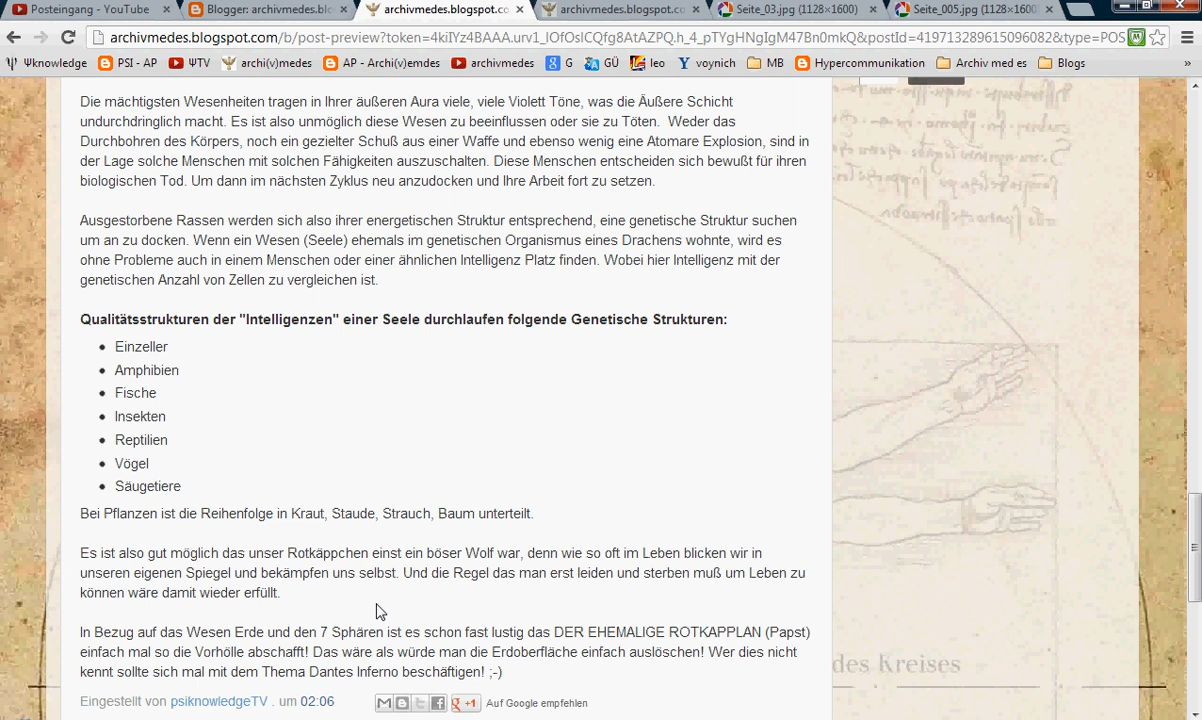 Posteingang - YouTube
Blogger: archivmedes.blo
archivmedes.blogspot.co
archivmedes.blogspot.co
Seite_03.jpg (1128×1600)
Seite_005.jpg (1128×1600
archivmedes.blogspot.com/b/post-preview?token=4kiIYz4BAAA.urv1_lOfOslCQfg8AtAZPQ.h_4_pTYgHNgIgM47Bn0mkQ&postId=419713289615096082&type=POS
Ψknowledge PSI - AP ΨTV archi(v)medes AP - Archi(v)emdes archivmedes G GÜ leo voynich MB Hypercommunikation Archiv med es Blogs »
Die mächtigsten Wesenheiten tragen in Ihrer äußeren Aura viele, viele Violett Töne, was die Äußere Schicht
undurchdringlich macht. Es ist also unmöglich diese Wesen zu beeinflussen oder sie zu Töten. Weder das
Durchbohren des Körpers, noch ein gezielter Schuß aus einer Waffe und ebenso wenig eine Atomare Explosion, sind in
der Lage solche Menschen mit solchen Fähigkeiten auszuschalten. Diese Menschen entscheiden sich bewußt für ihren
biologischen Tod. Um dann im nächsten Zyklus neu anzudocken und Ihre Arbeit fort zu setzen.
Ausgestorbene Rassen werden sich also ihrer energetischen Struktur entsprechend, eine genetische Struktur suchen
um an zu docken. Wenn ein Wesen (Seele) ehemals im genetischen Organismus eines Drachens wohnte, wird es
ohne Probleme auch in einem Menschen oder einer ähnlichen Intelligenz Platz finden. Wobei hier Intelligenz mit der
genetischen Anzahl von Zellen zu vergleichen ist.
Qualitätsstrukturen der "Intelligenzen" einer Seele durchlaufen folgende Genetische Strukturen:
Einzeller
Amphibien
Fische
Insekten
Reptilien
Vögel
Säugetiere
Bei Pflanzen ist die Reihenfolge in Kraut, Staude, Strauch, Baum unterteilt.
Es ist also gut möglich das unser Rotkäppchen einst ein böser Wolf war, denn wie so oft im Leben blicken wir in
unseren eigenen Spiegel und bekämpfen uns selbst. Und die Regel das man erst leiden und sterben muß um Leben zu
können wäre damit wieder erfüllt.
In Bezug auf das Wesen Erde und den 7 Sphären ist es schon fast lustig das DER EHEMALIGE ROTKAPPLAN (Papst)
einfach mal so die Vorhölle abschafft! Das wäre als würde man die Erdoberfläche einfach auslöschen! Wer dies nicht
kennt sollte sich mal mit dem Thema Dantes Inferno beschäftigen! ;-)
des Kreises
Eingestellt von psiknowledgeTV . um 02:06
+1 Auf Google empfehlen